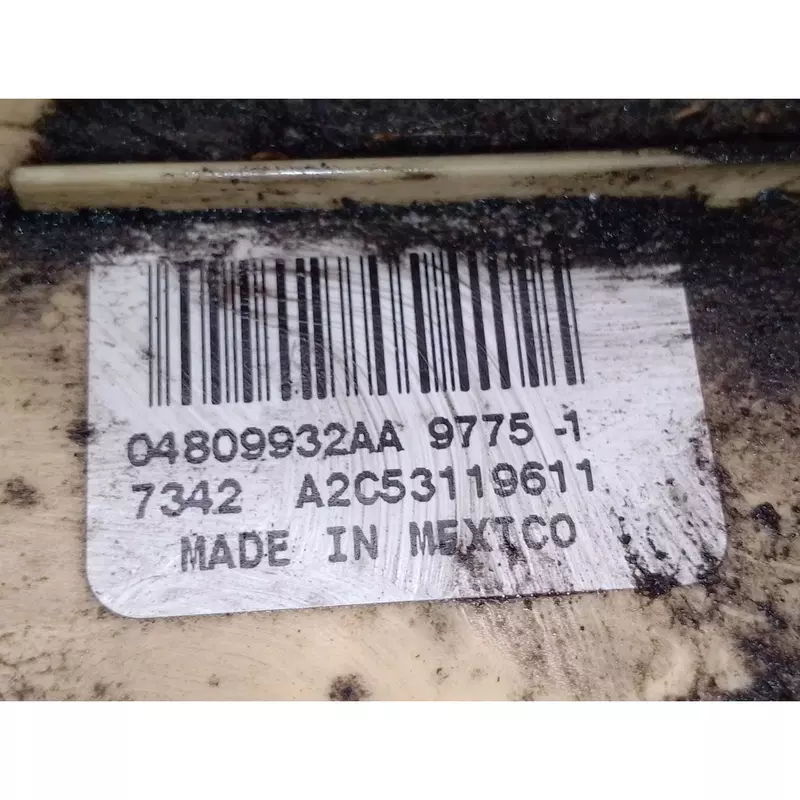 04809932AA 9775-1
7342 A2C53119611
MADE IN MEXICO